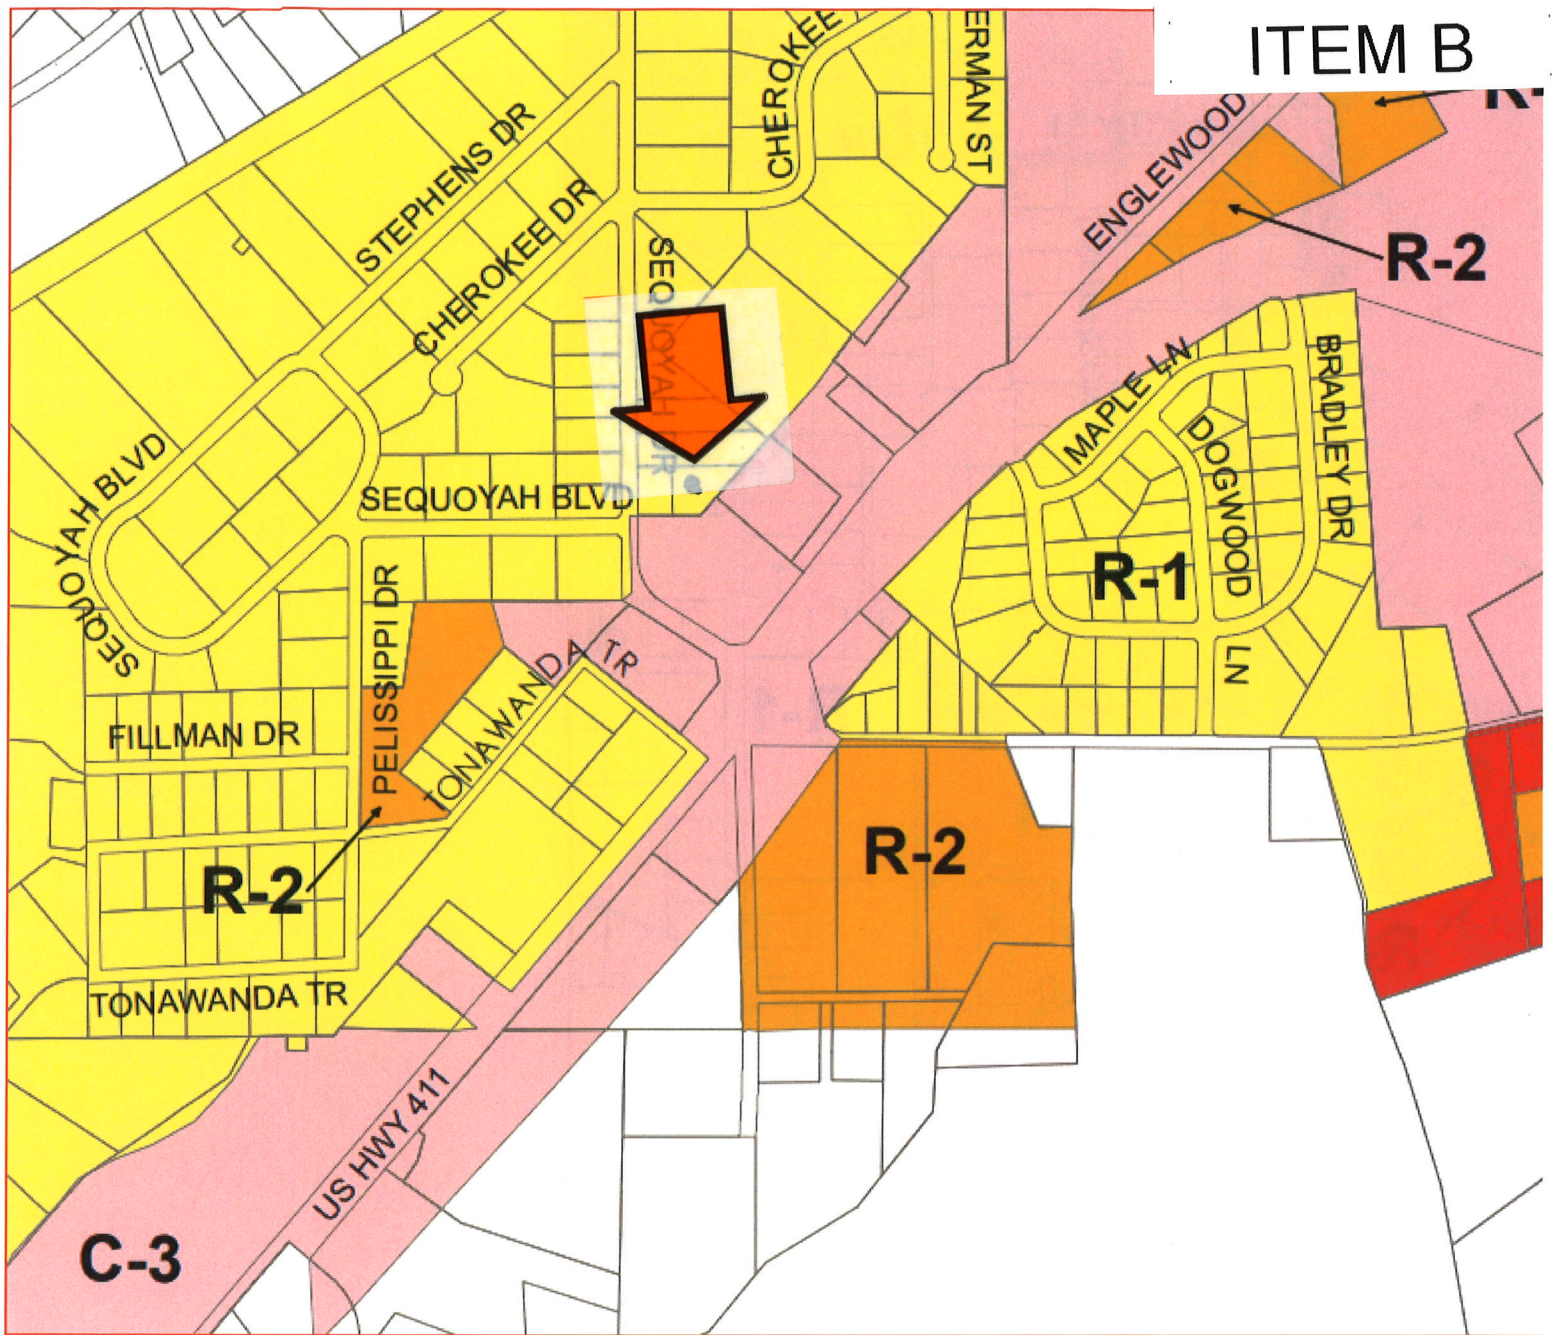 ITEM B
CHEROKEE
ERMAN ST
R-
STEPHENS DR
ENGLEWOOD
CHEROKEE DR
R-2
SEQUOYAH DR
MAPLE LN
BRADLEY DR
DOGWOOD
SEQUOYAH BLVD
SEQUOYAH BLVD
R-1
SEQUOYAH
PELISSIPPI DR
TONAWANDA TR
LN
FILLMAN DR
R-2
R-2
TONAWANDA TR
US HWY 411
C-3